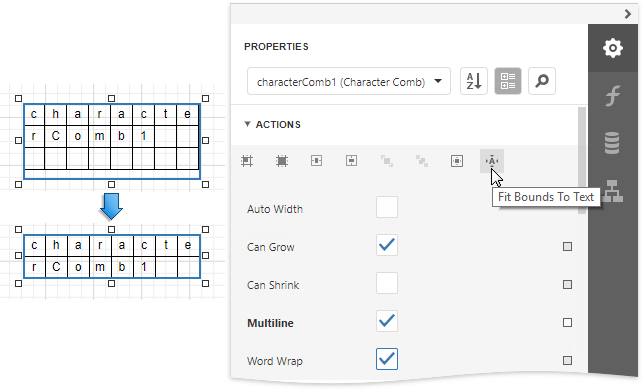 c h a r a c t e
r C o m b 1
c h a r a c t e
r C o m b 1
PROPERTIES
characterComb1 (Character Comb)
A Z
ACTIONS
A
Fit Bounds To Text
Auto Width
Can Grow
Can Shrink
Multiline
Word Wrap